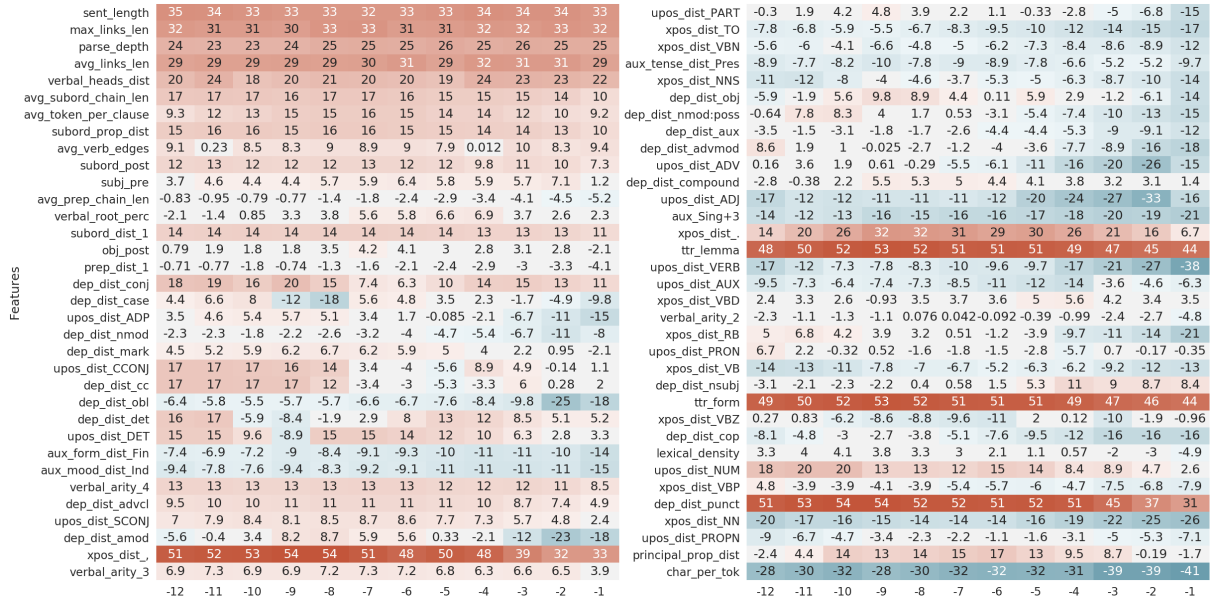 sent_length 35 34 33 33 33 32 33 33 34 34 34 33
max_links_len 32 31 31 30 33 33 31 31 32 32 33 32
parse_depth 24 23 23 24 25 25 25 26 25 26 25 25
avg_links_len 29 29 29 29 29 30 31 29 32 31 31 29
verbal_heads_dist 20 24 18 20 21 20 20 19 24 23 23 22
avg_subord_chain_len 17 17 17 16 17 17 16 15 15 15 14 10
avg_token_per_clause 9.3 12 13 15 15 16 15 14 14 12 10 9.2
subord_prop_dist 15 16 16 15 16 16 15 15 14 14 13 10
avg_verb_edges 9.1 0.23 8.5 8.3 9 8.9 9 7.9 0.012 10 8.3 9.4
subord_post 12 13 12 12 12 13 12 12 9.8 11 10 7.3
subj_pre 3.7 4.6 4.4 4.4 5.7 5.9 6.4 5.8 5.9 5.7 7.1 1.2
avg_prep_chain_len -0.83 -0.95 -0.79 -0.77 -1.4 -1.8 -2.4 -2.9 -3.4 -4.1 -4.5 -5.2
verbal_root_perc -2.1 -1.4 0.85 3.3 3.8 5.6 5.8 6.6 6.9 3.7 2.6 2.3
subord_dist_1 14 14 14 14 14 14 14 14 13 13 13 11
obj_post 0.79 1.9 1.8 1.8 3.5 4.2 4.1 3 2.8 3.1 2.8 -2.1
prep_dist_1 -0.71 -0.77 -1.8 -0.74 -1.3 -1.6 -2.1 -2.4 -2.9 -3 -3.3 -4.1
dep_dist_conj 18 19 16 20 15 7.4 6.3 10 14 15 13 11
dep_dist_case 4.4 6.6 8 -12 -18 5.6 4.8 3.5 2.3 -1.7 -4.9 -9.8
upos_dist_ADP 3.5 4.6 5.4 5.7 5.1 3.4 1.7 -0.085 -2.1 -6.7 -11 -15
dep_dist_nmod -2.3 -2.3 -1.8 -2.2 -2.6 -3.2 -4 -4.7 -5.4 -6.7 -11 -8
dep_dist_mark 4.5 5.2 5.9 6.2 6.7 6.2 5.9 5 4 2.2 0.95 -2.1
upos_dist_CCONJ 17 17 17 16 14 3.4 -4 -5.6 8.9 4.9 -0.14 1.1
dep_dist_cc 17 17 17 17 12 -3.4 -3 -5.3 -3.3 6 0.28 2
dep_dist_obl -6.4 -5.8 -5.5 -5.7 -5.7 -6.6 -6.7 -7.6 -8.4 -9.8 -25 -18
dep_dist_det 16 17 -5.9 -8.4 -1.9 2.9 8 13 12 8.5 5.1 5.2
upos_dist_DET 15 15 9.6 -8.9 15 15 14 12 10 6.3 2.8 3.3
aux_form_dist_Fin -7.4 -6.9 -7.2 -9 -8.4 -9.1 -9.3 -10 -11 -11 -10 -14
aux_mood_dist_Ind -9.4 -7.8 -7.6 -9.4 -8.3 -9.2 -9.1 -11 -11 -11 -11 -15
verbal_arity_4 13 13 13 13 13 13 12 12 12 12 11 8.5
dep_dist_advcl 9.5 10 10 11 11 11 11 10 10 8.7 7.4 4.9
upos_dist_SCONJ 7 7.9 8.4 8.1 8.5 8.7 8.6 7.7 7.3 5.7 4.8 2.4
dep_dist_amod -5.6 -0.4 3.4 8.2 8.7 5.9 5.6 0.33 -2.1 -12 -23 -18
xpos_dist_, 51 52 53 54 54 51 48 50 48 39 32 33
verbal_arity_3 6.9 7.3 6.9 6.9 7.2 7.3 7.2 6.8 6.3 6.6 6.5 3.9
-12 -11 -10 -9 -8 -7 -6 -5 -4 -3 -2 -1
Features
upos_dist_PART -0.3 1.9 4.2 4.8 3.9 2.2 1.1 -0.33 -2.8 -5 -6.8 -15
xpos_dist_TO -7.8 -6.8 -5.9 -5.5 -6.7 -8.3 -9.5 -10 -12 -14 -15 -17
xpos_dist_VBN -5.6 -6 -4.1 -6.6 -4.8 -5 -6.2 -7.3 -8.4 -8.6 -8.9 -12
aux_tense_dist_Pres -8.9 -7.7 -8.2 -10 -7.8 -9 -8.9 -7.8 -6.6 -5.2 -5.2 -9.7
xpos_dist_NNS -11 -12 -8 -4 -4.6 -3.7 -5.3 -5 -6.3 -8.7 -10 -14
dep_dist_obj -5.9 -1.9 5.6 9.8 8.9 4.4 0.11 5.9 2.9 -1.2 -6.1 -14
dep_dist_nmod:poss -0.64 7.8 8.3 4 1.7 0.53 -3.1 -5.4 -7.4 -10 -13 -15
dep_dist_aux -3.5 -1.5 -3.1 -1.8 -1.7 -2.6 -4.4 -4.4 -5.3 -9 -9.1 -12
dep_dist_advmod 8.6 1.9 1 -0.025 -2.7 -1.2 -4 -3.6 -7.7 -8.9 -16 -18
upos_dist_ADV 0.16 3.6 1.9 0.61 -0.29 -5.5 -6.1 -11 -16 -20 -26 -15
dep_dist_compound -2.8 -0.38 2.2 5.5 5.3 5 4.4 4.1 3.8 3.2 3.1 1.4
upos_dist_ADJ -17 -12 -12 -11 -11 -11 -12 -20 -24 -27 -33 -16
aux_Sing+3 -14 -12 -13 -16 -15 -16 -16 -17 -18 -20 -19 -21
xpos_dist_. 14 20 26 32 32 31 29 30 26 21 16 6.7
ttr_lemma 48 50 52 53 52 51 51 51 49 47 45 44
upos_dist_VERB -17 -12 -7.3 -7.8 -8.3 -10 -9.6 -9.7 -17 -21 -27 -38
upos_dist_AUX -9.5 -7.3 -6.4 -7.4 -7.3 -8.5 -11 -12 -14 -3.6 -4.6 -6.3
xpos_dist_VBD 2.4 3.3 2.6 -0.93 3.5 3.7 3.6 5 5.6 4.2 3.4 3.5
verbal_arity_2 -2.3 -1.1 -1.3 -1.1 0.076 0.042 -0.092 -0.39 -0.99 -2.4 -2.7 -4.8
xpos_dist_RB 5 6.8 4.2 3.9 3.2 0.51 -1.2 -3.9 -9.7 -11 -14 -21
upos_dist_PRON 6.7 2.2 -0.32 0.52 -1.6 -1.8 -1.5 -2.8 -5.7 0.7 -0.17 -0.35
xpos_dist_VB -14 -13 -11 -7.8 -7 -6.7 -5.2 -6.3 -6.2 -9.2 -12 -13
dep_dist_nsubj -3.1 -2.1 -2.3 -2.2 0.4 0.58 1.5 5.3 11 9 8.7 8.4
ttr_form 49 50 52 53 52 51 51 51 49 47 46 44
xpos_dist_VBZ 0.27 0.83 -6.2 -8.6 -8.8 -9.6 -11 2 0.12 -10 -1.9 -0.96
dep_dist_cop -8.1 -4.8 -3 -2.7 -3.8 -5.1 -7.6 -9.5 -12 -16 -16 -16
lexical_density 3.3 4 4.1 3.8 3.3 3 2.1 1.1 0.57 -2 -3 -4.9
upos_dist_NUM 18 20 20 13 13 12 15 14 8.4 8.9 4.7 2.6
xpos_dist_VBP 4.8 -3.9 -3.9 -4.1 -3.9 -5.4 -5.7 -6 -4.7 -7.5 -6.8 -7.9
dep_dist_punct 51 53 54 54 52 52 51 52 51 45 37 31
xpos_dist_NN -20 -17 -16 -15 -14 -14 -14 -16 -19 -22 -25 -26
upos_dist_PROPN -9 -6.7 -4.7 -3.4 -2.3 -2.2 -1.1 -1.6 -3.1 -5 -5.3 -7.1
principal_prop_dist -2.4 4.4 14 13 14 15 17 13 9.5 8.7 -0.19 -1.7
char_per_tok -28 -30 -32 -28 -30 -32 -32 -32 -31 -39 -39 -41
-12 -11 -10 -9 -8 -7 -6 -5 -4 -3 -2 -1